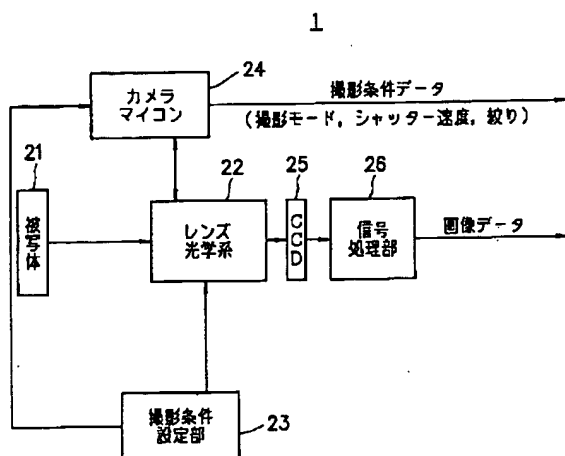 1
24
カメラ
マイコン
撮影条件データ
(撮影モード,シャッター速度,絞り)
21
被写体
22
レンズ
光学系
25
CCD
26
信号
処理部
画像データ
撮影条件
設定部
23